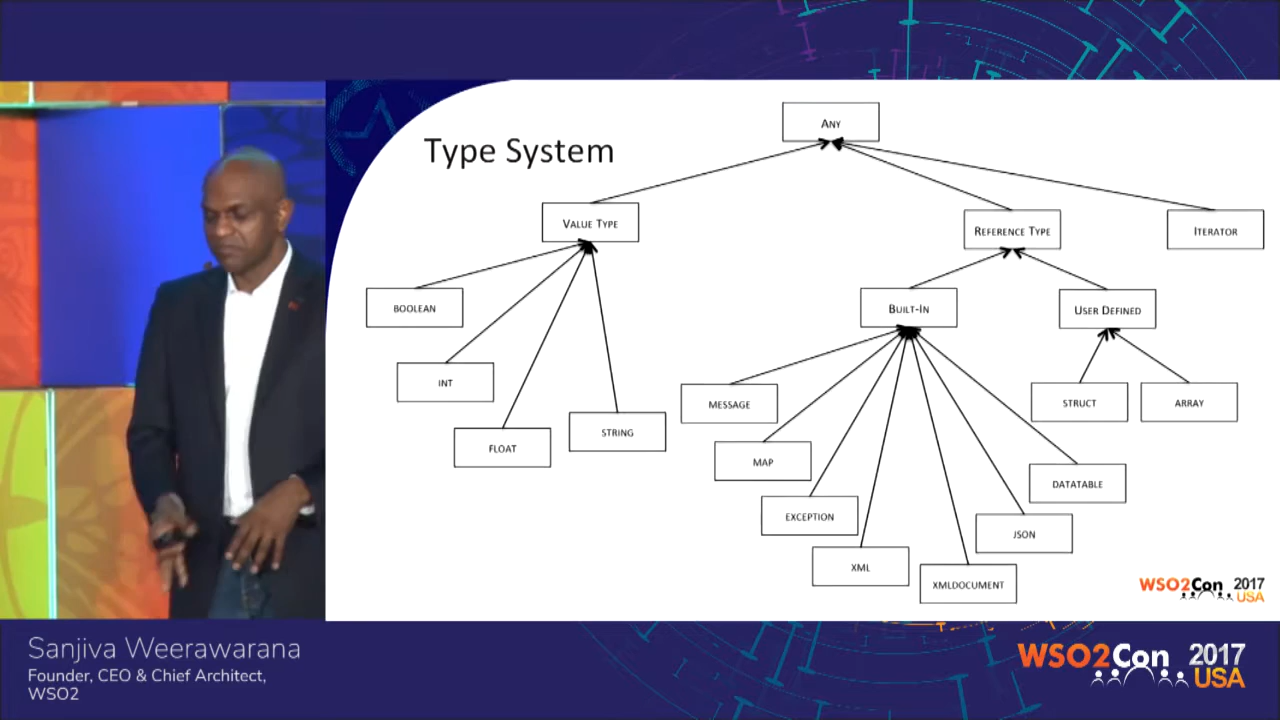 Type System
ANY
VALUE TYPE
REFERENCE TYPE
ITERATOR
BOOLEAN
INT
FLOAT
STRING
BUILT-IN
USER DEFINED
MESSAGE
MAP
EXCEPTION
XML
XMLDOCUMENT
JSON
DATATABLE
STRUCT
ARRAY
WSO2Con 2017
USA
Sanjiva Weerawarana
Founder, CEO & Chief Architect,
WSO2
WSO2Con 2017
USA